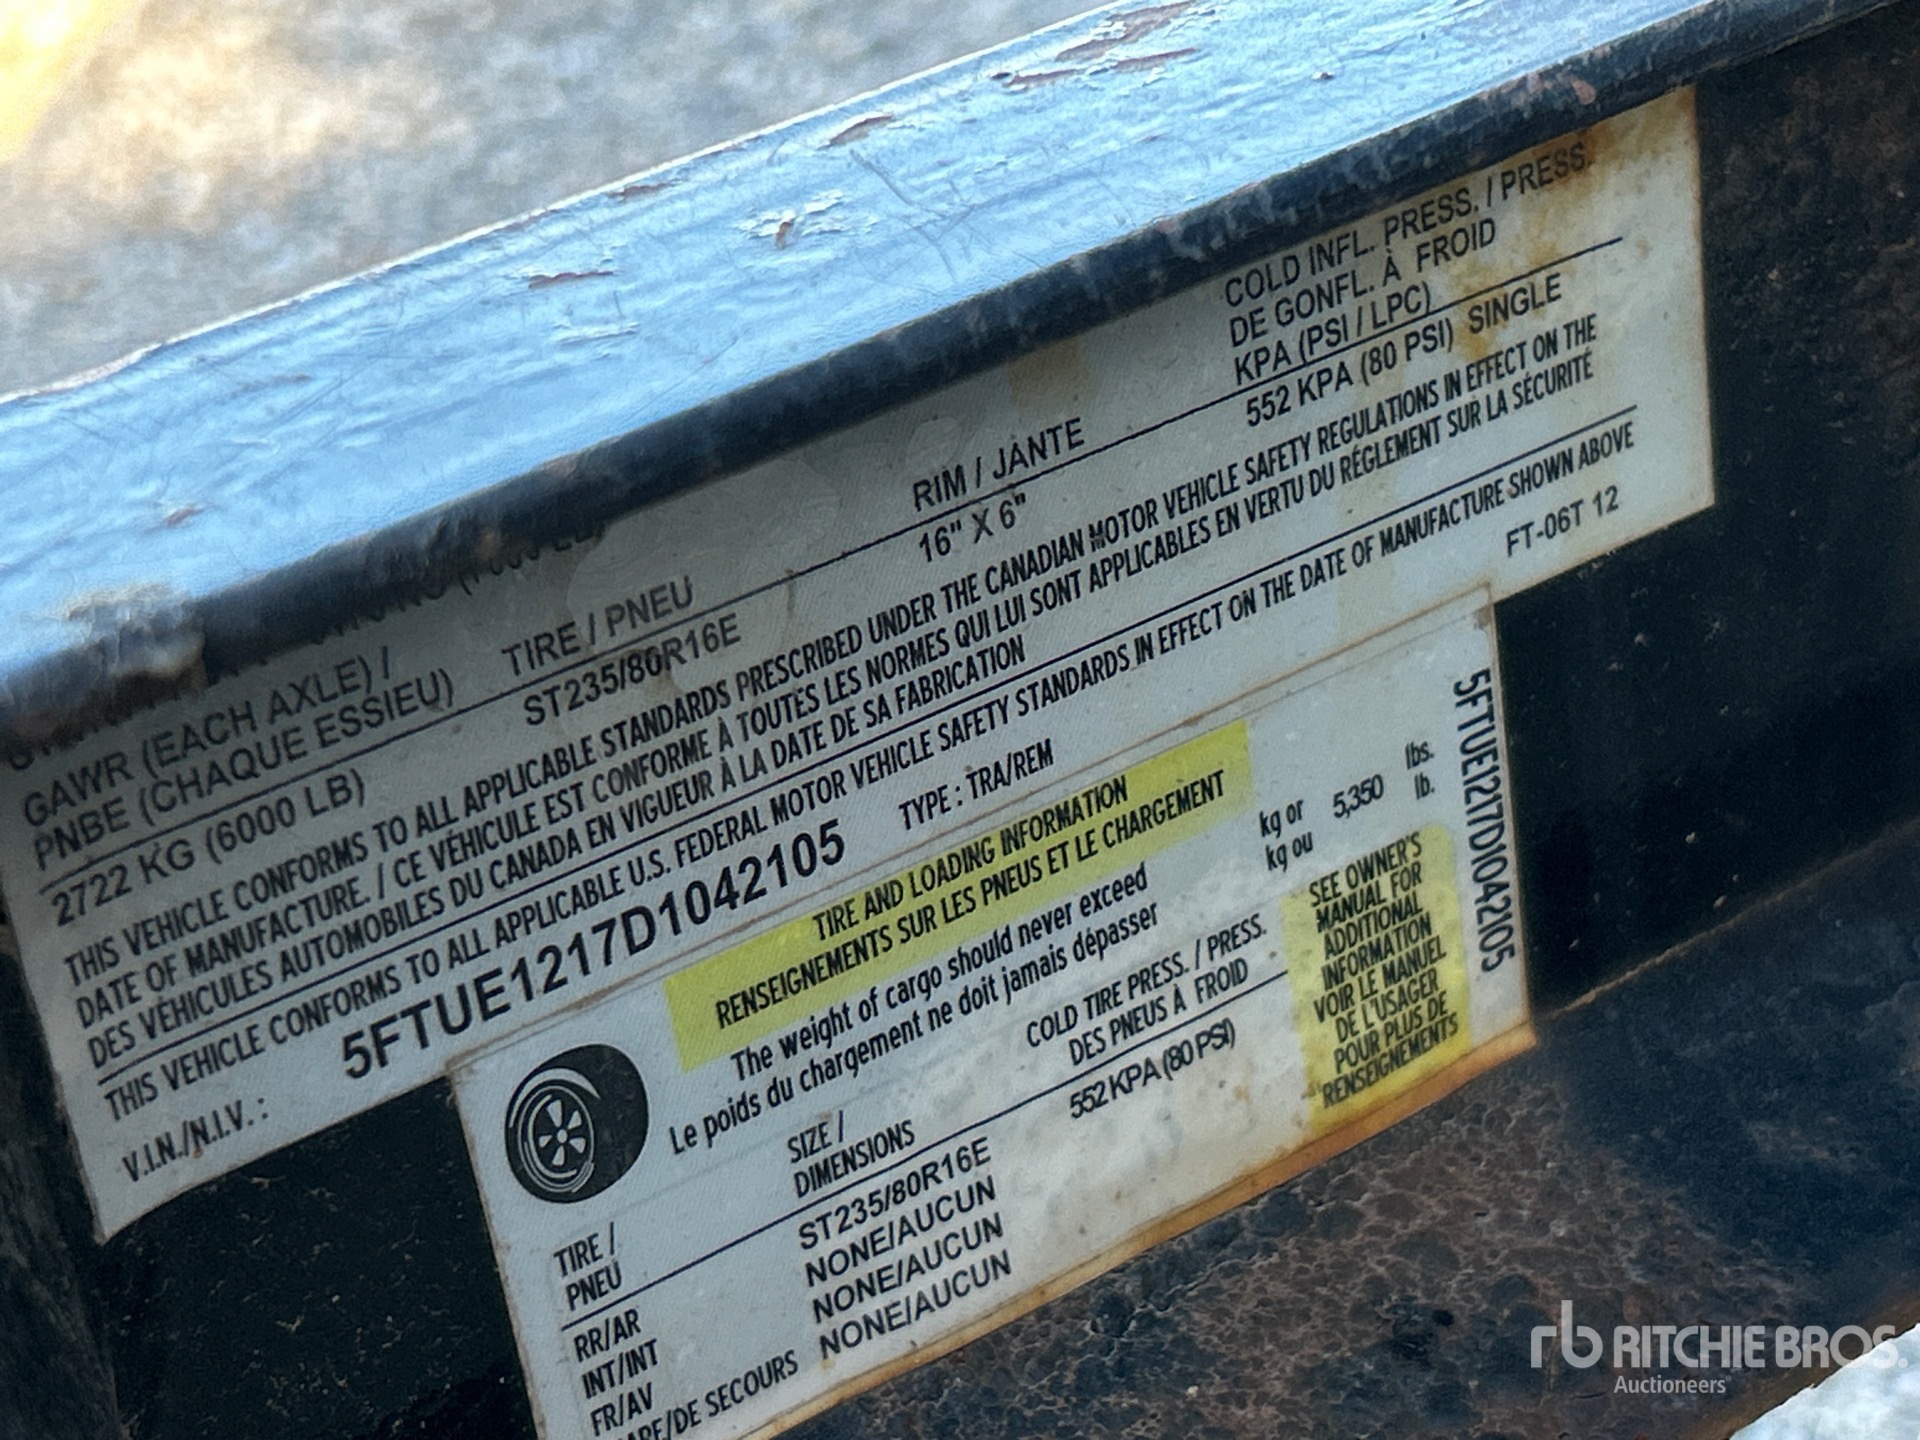 GAWR (EACH AXLE) /
PNBE (CHAQUE ESSIEU)
TIRE / PNEU
RIM / JANTE
COLD INFL. PRESS. / PRESS.
DE GONFL. À FROID
KPA (PSI / LPC)
2722 KG (6000 LB)
ST235/80R16E
16" X 6"
552 KPA (80 PSI) SINGLE
THIS VEHICLE CONFORMS TO ALL APPLICABLE STANDARDS PRESCRIBED UNDER THE CANADIAN MOTOR VEHICLE SAFETY REGULATIONS IN EFFECT ON THE
DATE OF MANUFACTURE. / CE VÉHICULE EST CONFORME À TOUTES LES NORMES QUI LUI SONT APPLICABLES EN VERTU DU RÉGLEMENT SUR LA SÉCURITÉ
DES VÉHICULES AUTOMOBILES DU CANADA EN VIGUEUR À LA DATE DE SA FABRICATION
THIS VEHICLE CONFORMS TO ALL APPLICABLE U.S. FEDERAL MOTOR VEHICLE SAFETY STANDARDS IN EFFECT ON THE DATE OF MANUFACTURE SHOWN ABOVE
V.I.N./N.I.V.: 5FTUE1217D1042105 TYPE : TRA/REM FT-06T 12
TIRE AND LOADING INFORMATION
RENSEIGNEMENTS SUR LES PNEUS ET LE CHARGEMENT
The weight of cargo should never exceed kg or 5,350 lbs.
Le poids du chargement ne doit jamais dépasser kg ou lb.
TIRE /
PNEU
SIZE /
DIMENSIONS
COLD TIRE PRESS. / PRESS.
DES PNEUS À FROID
RR/AR ST235/80R16E 552 KPA (80 PSI)
INT/INT NONE/AUCUN
FR/AV NONE/AUCUN
DE SECOURS NONE/AUCUN
SEE OWNER'S
MANUAL FOR
ADDITIONAL
INFORMATION
VOIR LE MANUEL
DE L'USAGER
POUR PLUS DE
RENSEIGNEMENTS
5FTUE1217D1042105
rb RITCHIE BROS.
Auctioneers